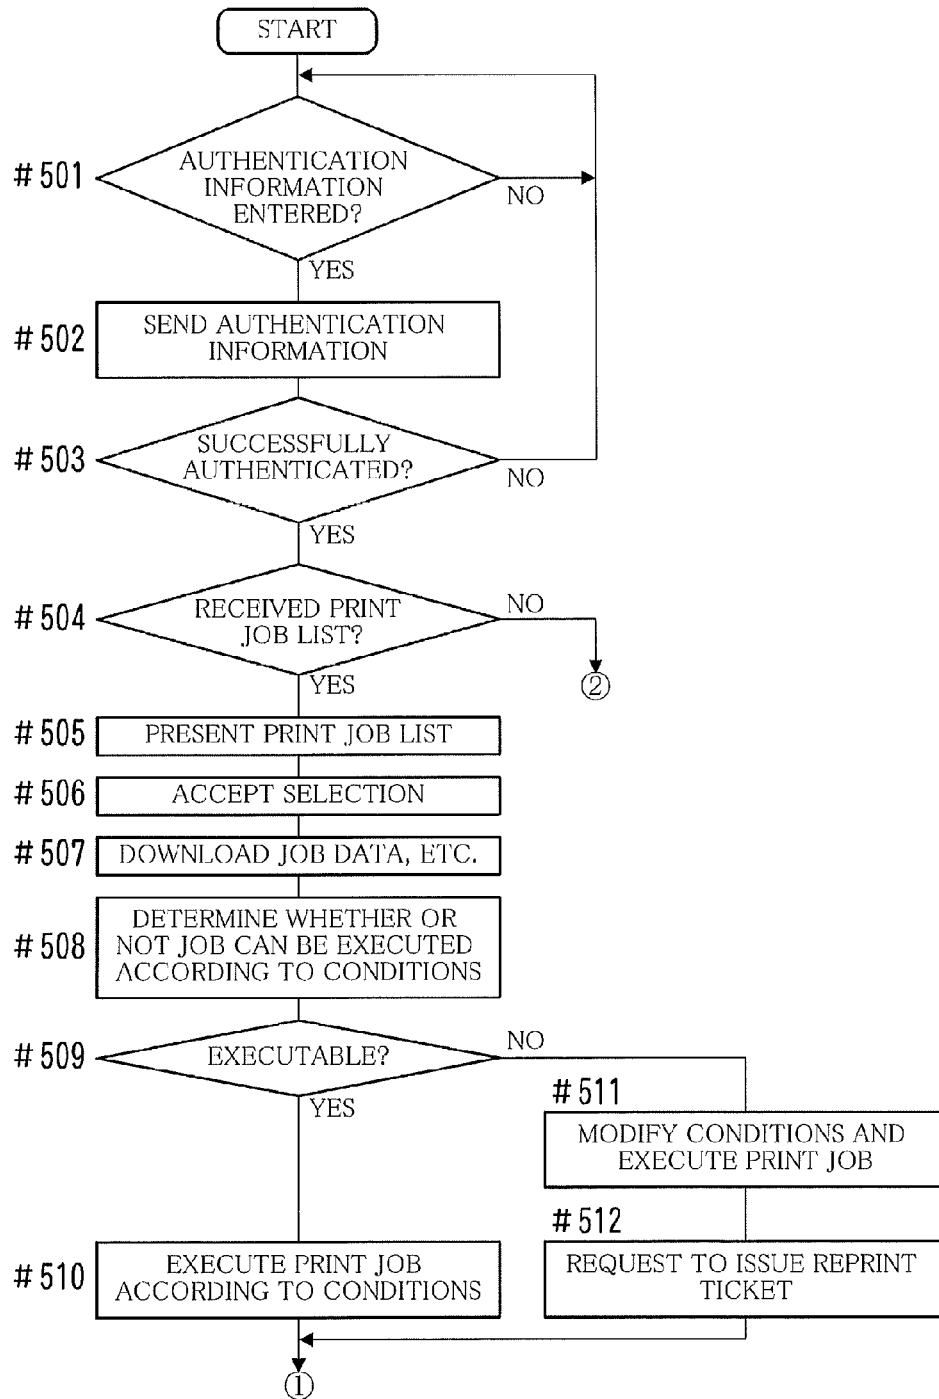 START
#501
AUTHENTICATION
INFORMATION
ENTERED?
NO
YES
#502
SEND AUTHENTICATION
INFORMATION
#503
SUCCESSFULLY
AUTHENTICATED?
NO
YES
#504
RECEIVED PRINT
JOB LIST?
NO
②
YES
#505
PRESENT PRINT JOB LIST
#506
ACCEPT SELECTION
#507
DOWNLOAD JOB DATA, ETC.
#508
DETERMINE WHETHER OR
NOT JOB CAN BE EXECUTED
ACCORDING TO CONDITIONS
#509
EXECUTABLE?
NO
YES
#511
MODIFY CONDITIONS AND
EXECUTE PRINT JOB
#512
REQUEST TO ISSUE REPRINT
TICKET
#510
EXECUTE PRINT JOB
ACCORDING TO CONDITIONS
①